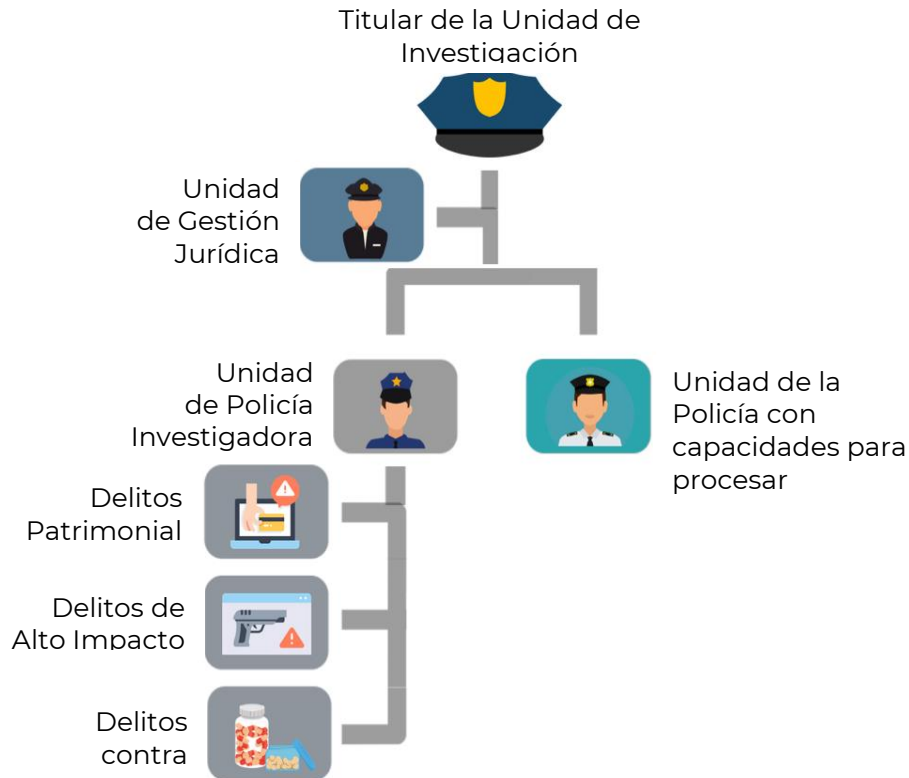 Titular de la Unidad de
Investigación
Unidad
de Gestión
Jurídica
Unidad
de Policía
Investigadora
Unidad de la
Policía con
capacidades para
procesar
Delitos
Patrimonial
Delitos de
Alto Impacto
Delitos
contra